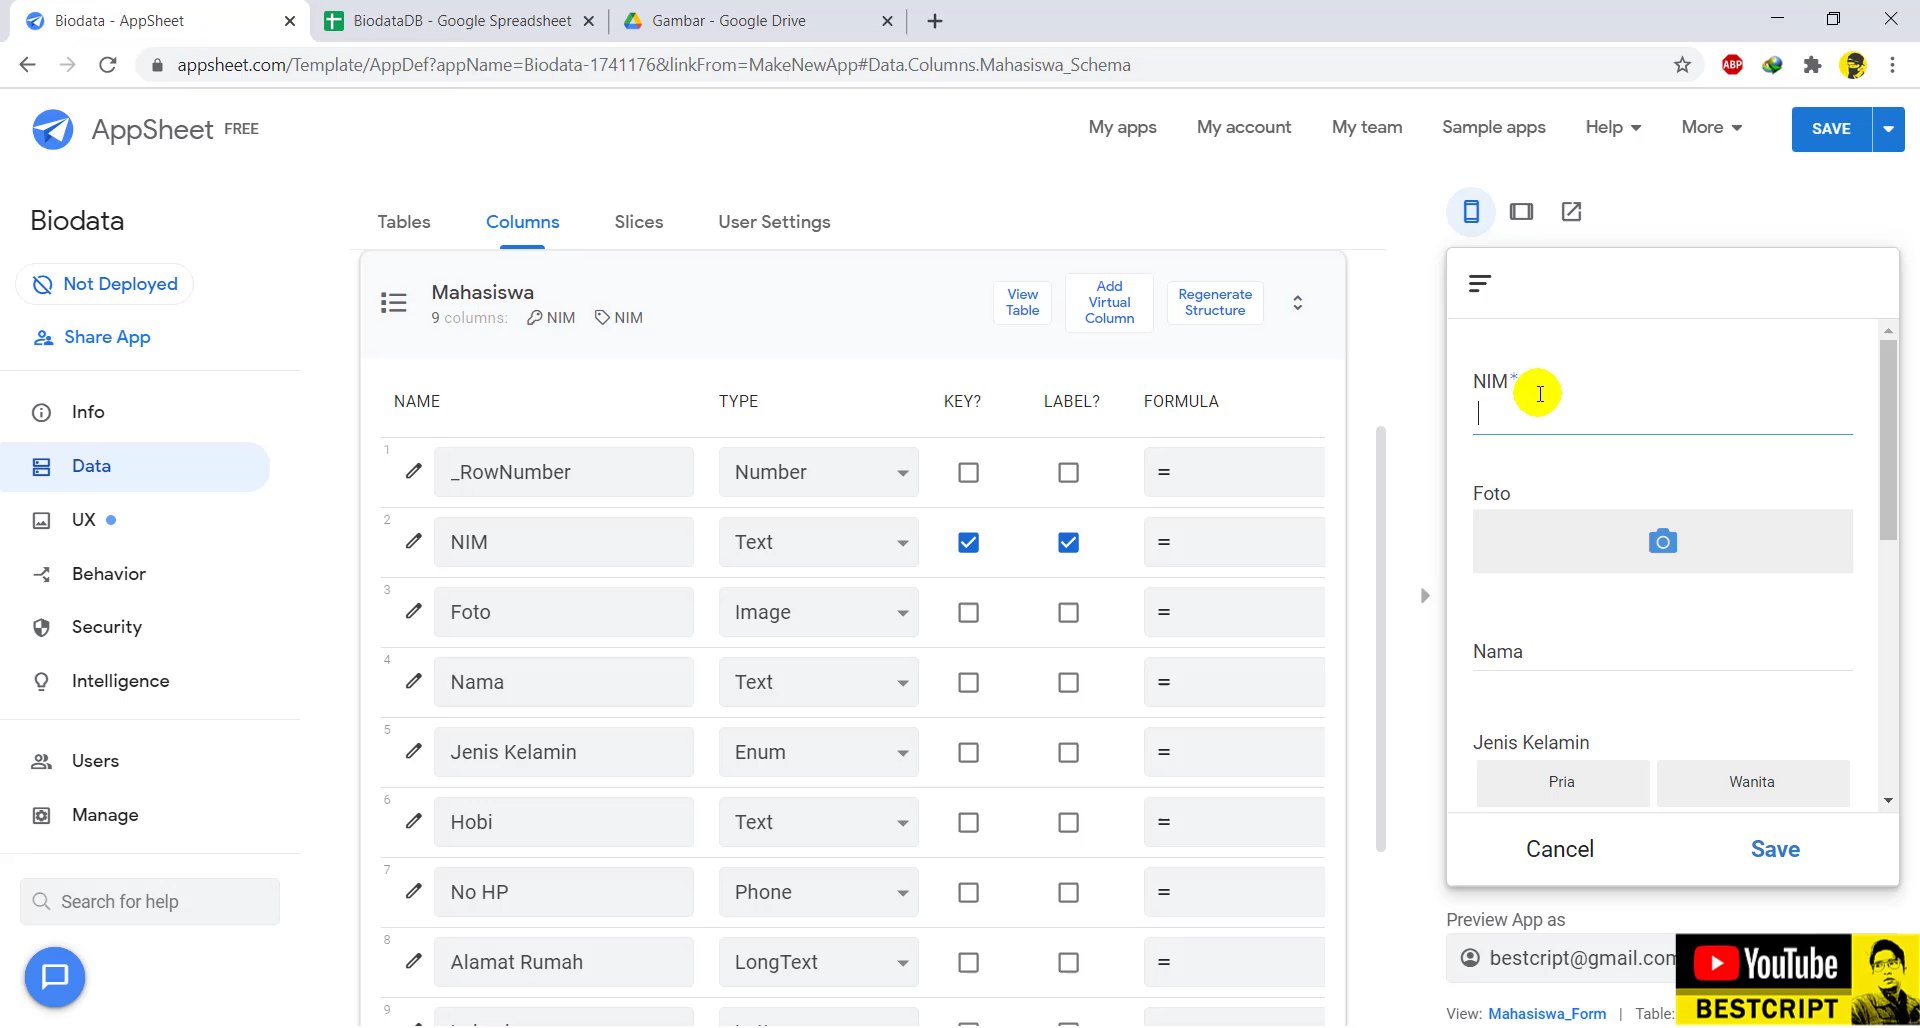 Biodata - AppSheet
BiodataDB - Google Spreadsheet
Gambar - Google Drive
appsheet.com/Template/AppDef?appName=Biodata-1741176&linkFrom=MakeNewApp#Data.Columns.Mahasiswa_Schema
ABP
AppSheet FREE
My apps
My account
My team
Sample apps
Help
More
SAVE
Biodata
Not Deployed
Share App
Info
Data
UX
Behavior
Security
Intelligence
Users
Manage
Search for help
Tables
Columns
Slices
User Settings
Mahasiswa
9 columns: NIM NIM
View Table
Add Virtual Column
Regenerate Structure
NAME TYPE KEY? LABEL? FORMULA
1 _RowNumber Number =
2 NIM Text =
3 Foto Image =
4 Nama Text =
5 Jenis Kelamin Enum =
6 Hobi Text =
7 No HP Phone =
8 Alamat Rumah LongText =
9
NIM*
Foto
Nama
Jenis Kelamin
Pria Wanita
Cancel Save
Preview App as
bestcript@gmail.com
View: Mahasiswa_Form | Table:
YouTube
BESTCRIPT